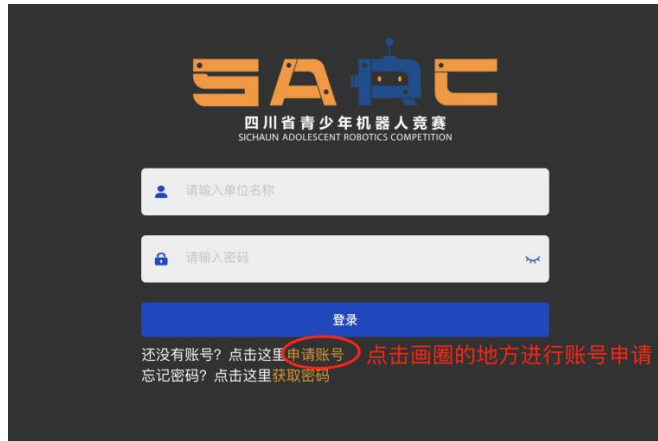 SARC
四川省青少年机器人竞赛
SICHAUN ADOLESCENT ROBOTICS COMPETITION
请输入单位名称
请输入密码
登录
还没有账号？点击这里申请账号 点击画圈的地方进行账号申请
忘记密码？点击这里获取密码